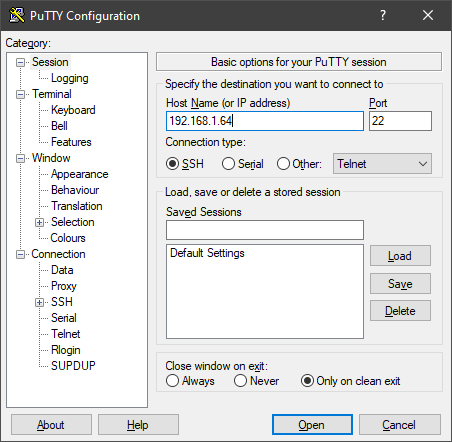 PuTTY Configuration
?
Category:
Session
Logging
Terminal
Keyboard
Bell
Features
Window
Appearance
Behaviour
Translation
Selection
Colours
Connection
Data
Proxy
SSH
Serial
Telnet
Rlogin
SUPDUP
Basic options for your PuTTY session
Specify the destination you want to connect to
Host Name (or IP address) Port
192.168.1.64 22
Connection type:
SSH Serial Other: Telnet
Load, save or delete a stored session
Saved Sessions
Default Settings
Load
Save
Delete
Close window on exit:
Always Never Only on clean exit
About Help Open Cancel